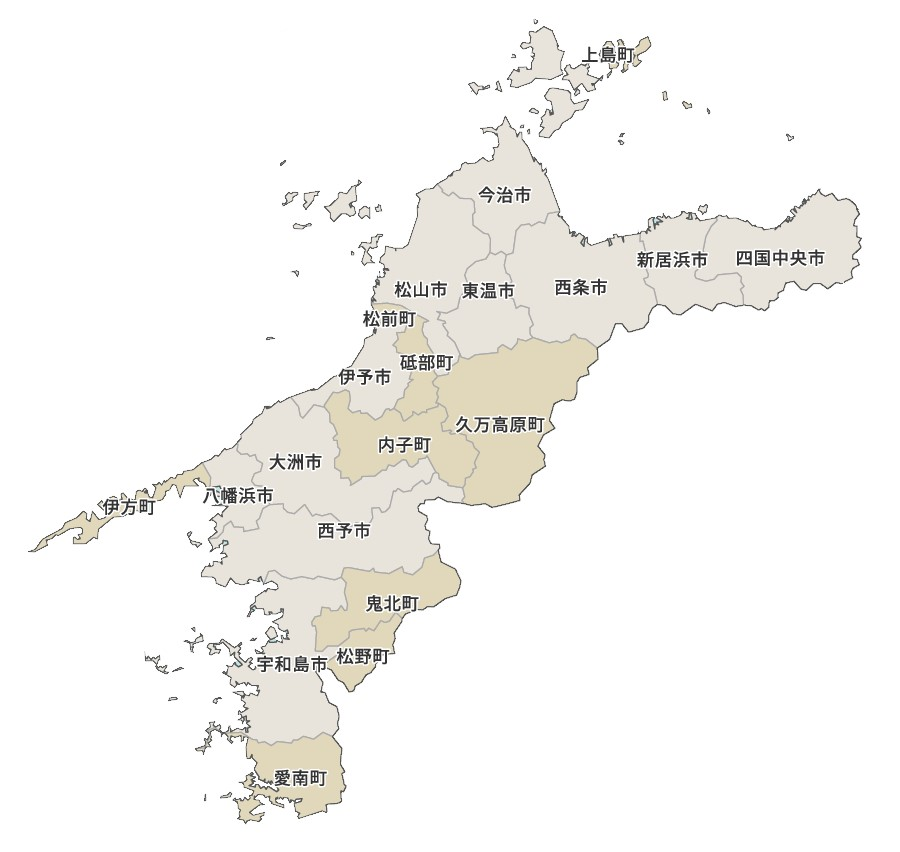 上島町
今治市
新居浜市
四国中央市
松山市
東温市
西条市
松前町
砥部町
伊予市
久万高原町
内子町
大洲市
八幡浜市
伊方町
西予市
鬼北町
松野町
宇和島市
愛南町